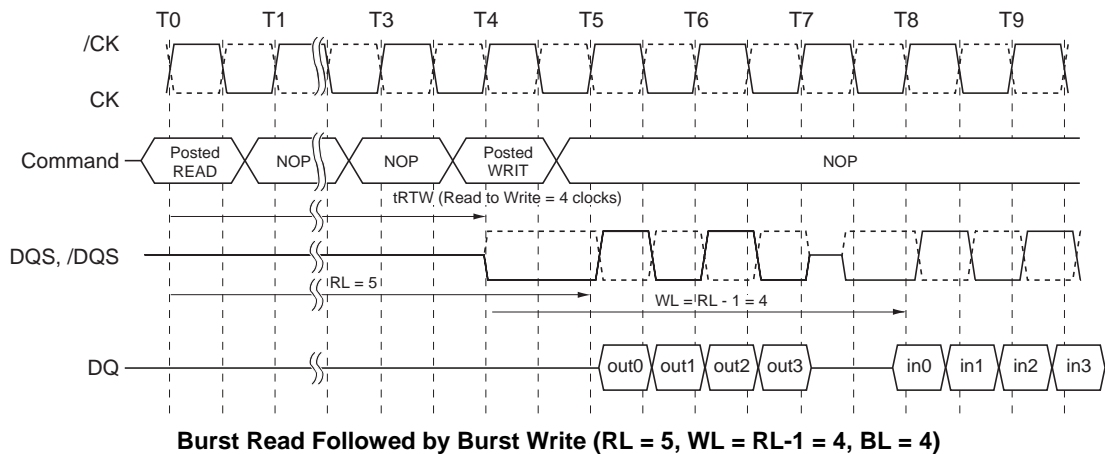 T0 T1 T3 T4 T5 T6 T7 T8 T9
/CK
CK
Command
Posted READ
NOP
NOP
Posted WRIT
NOP
tRTW (Read to Write = 4 clocks)
DQS, /DQS
RL = 5
WL = RL - 1 = 4
DQ
out0 out1 out2 out3 in0 in1 in2 in3
Burst Read Followed by Burst Write (RL = 5, WL = RL-1 = 4, BL = 4)